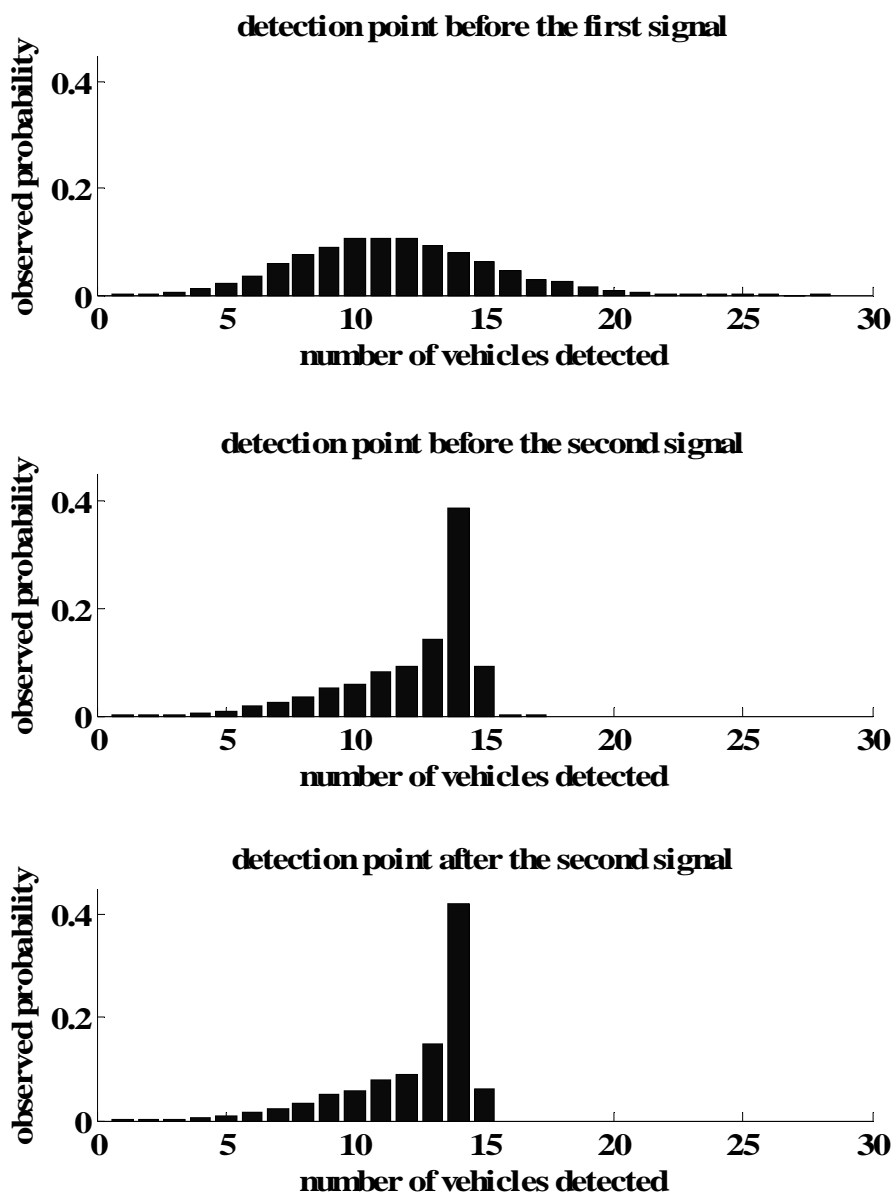 detection point before the first signal
observed probability
0.4
0.2
0
0 5 10 15 20 25 30
number of vehicles detected
detection point before the second signal
observed probability
0.4
0.2
0
0 5 10 15 20 25 30
number of vehicles detected
detection point after the second signal
observed probability
0.4
0.2
0
0 5 10 15 20 25 30
number of vehicles detected